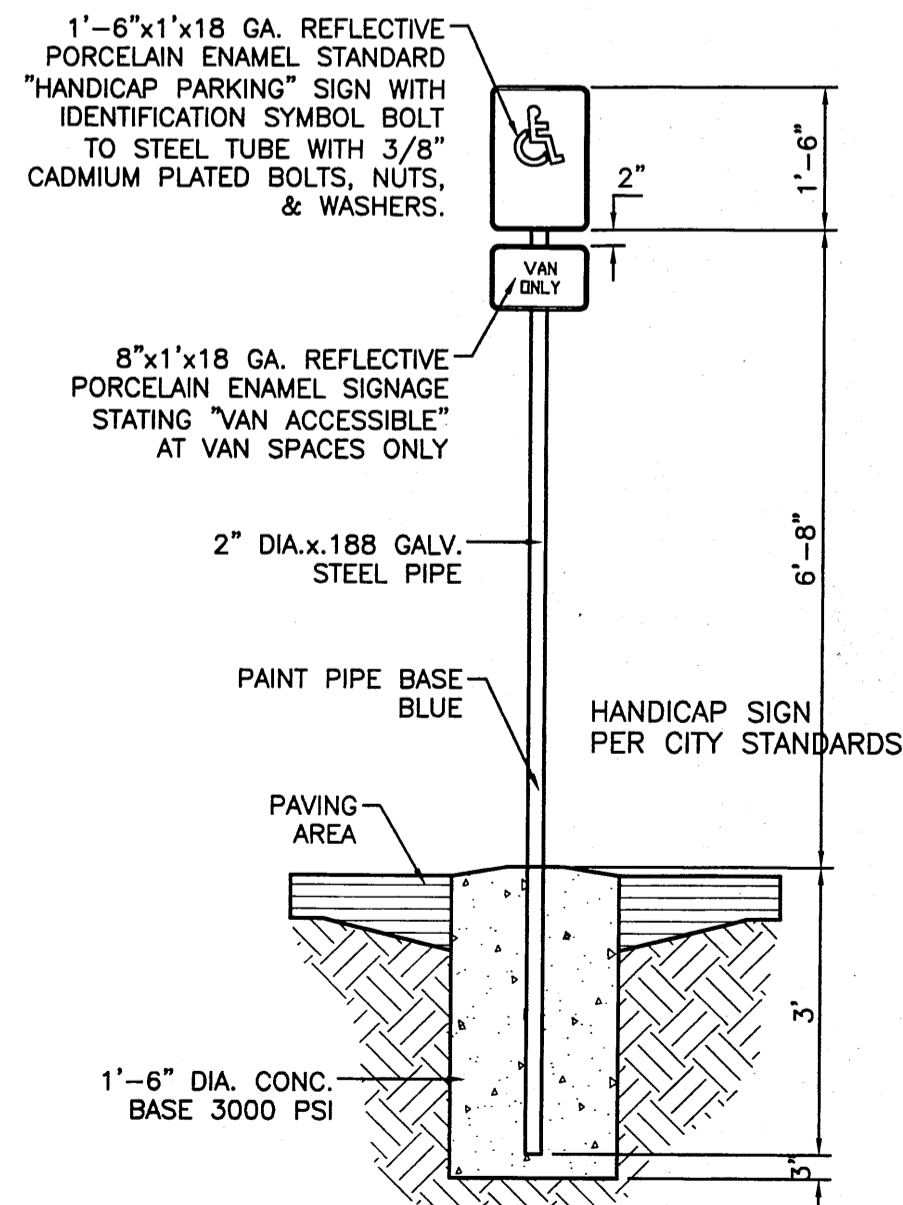 1'-6"x1'x18 GA. REFLECTIVE
PORCELAIN ENAMEL STANDARD
"HANDICAP PARKING" SIGN WITH
IDENTIFICATION SYMBOL BOLT
TO STEEL TUBE WITH 3/8"
CADMIUM PLATED BOLTS, NUTS,
& WASHERS.
2"
1'-6"
VAN
ONLY
8"x1'x18 GA. REFLECTIVE
PORCELAIN ENAMEL SIGNAGE
STATING "VAN ACCESSIBLE"
AT VAN SPACES ONLY
2" DIA.x.188 GALV.
STEEL PIPE
6'-8"
PAINT PIPE BASE
BLUE
HANDICAP SIGN
PER CITY STANDARDS
PAVING
AREA
3'
1'-6" DIA. CONC.
BASE 3000 PSI
3"